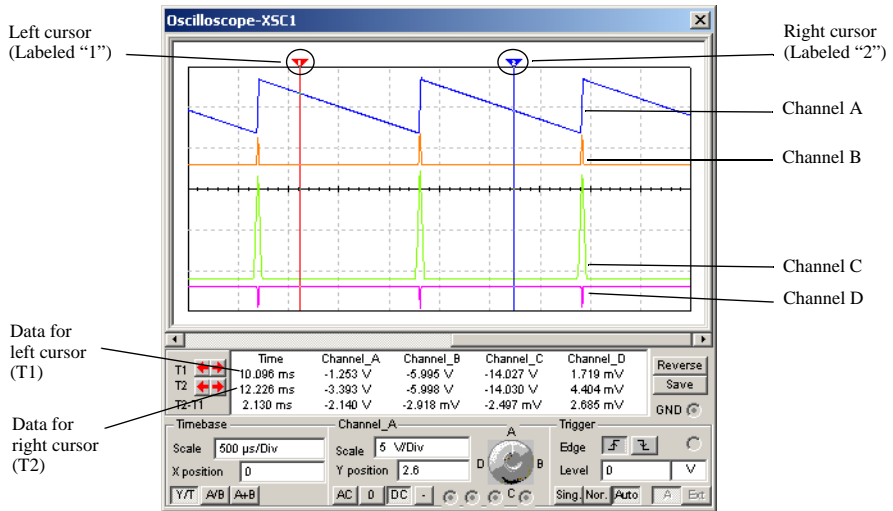 Oscilloscope-XSC1
Left cursor
(Labeled “1”)
Right cursor
(Labeled “2”)
1
2
Channel A
Channel B
Channel C
Channel D
Data for
left cursor
(T1)
Data for
right cursor
(T2)
Time Channel_A Channel_B Channel_C Channel_D
T1 10.096 ms -1.253 V -5.995 V -14.027 V 1.719 mV
T2 12.226 ms -3.393 V -5.998 V -14.030 V 4.404 mV
T2-T1 2.130 ms -2.140 V -2.918 mV -2.497 mV 2.685 mV
Reverse
Save
GND
Timebase
Scale 500 µs/Div
X position 0
Y/T A/B A+B
Channel_A
Scale 5 V/Div
Y position 2.6
AC 0 DC -
A
B
C
D
Trigger
Edge
Level 0 V
Sing. Nor. Auto A Ext